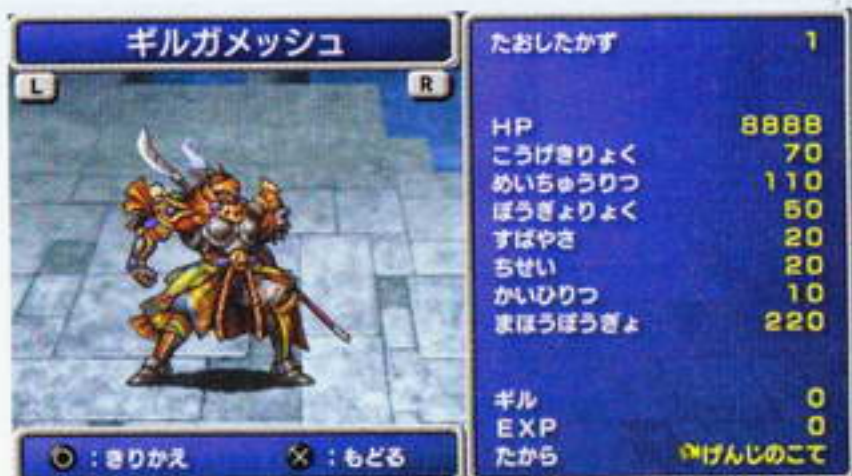 ギルガメッシュ
L R
:きりかえ :もどる
たおしたかず 1
HP 8888
こうげきりょく 70
めいちゅうりつ 110
ぼうぎょりょく 50
すばやさ 20
ちせい 20
かいひりつ 10
まほうぼうぎょ 220
ギル 0
EXP 0
たから げんじのこて